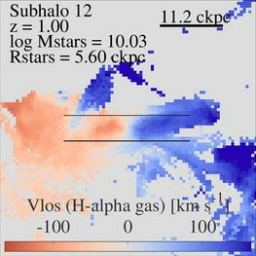 Subhalo 12
11.2 ckpc
z = 1.00
log Mstars = 10.03
Rstars = 5.60 ckpc
Vlos (H-alpha gas) [km s⁻¹]
-100 0 100